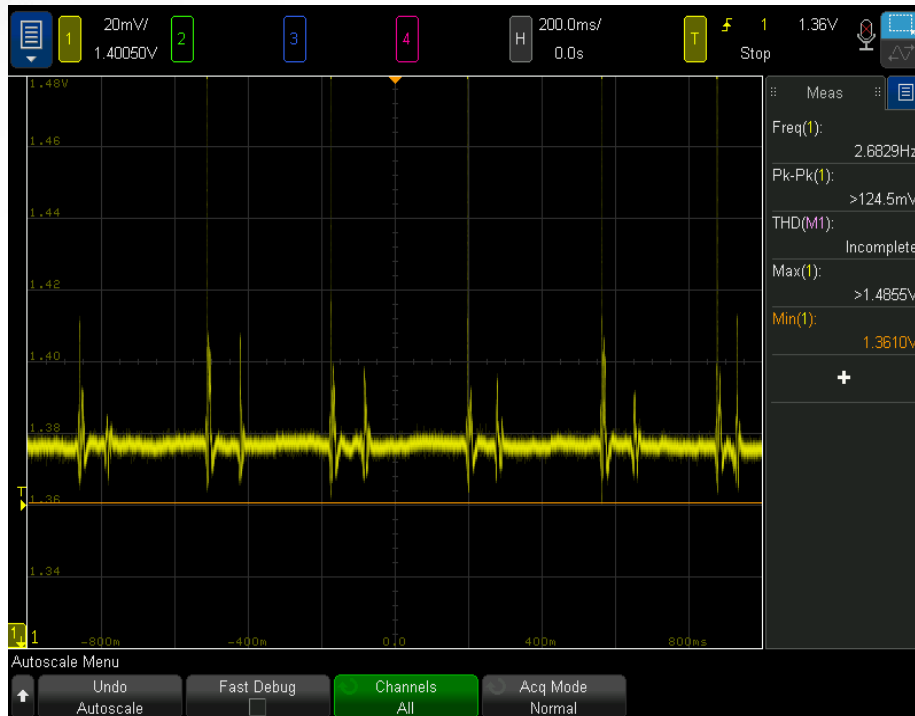 1 20mV/ 1.40050V 2 3 4 H 200.0ms/ 0.0s T 1 1.36V Stop
1.48V
1.46
1.44
1.42
1.40
1.38
1.36
1.34
T
1 1
-800m -400m 0.0 400m 800ms
Meas
Freq(1):
2.6829Hz
Pk-Pk(1):
>124.5mV
THD(M1):
Incomplete
Max(1):
>1.4855V
Min(1):
1.3610V
+
Autoscale Menu
Undo Autoscale
Fast Debug
Channels
All
Acq Mode
Normal